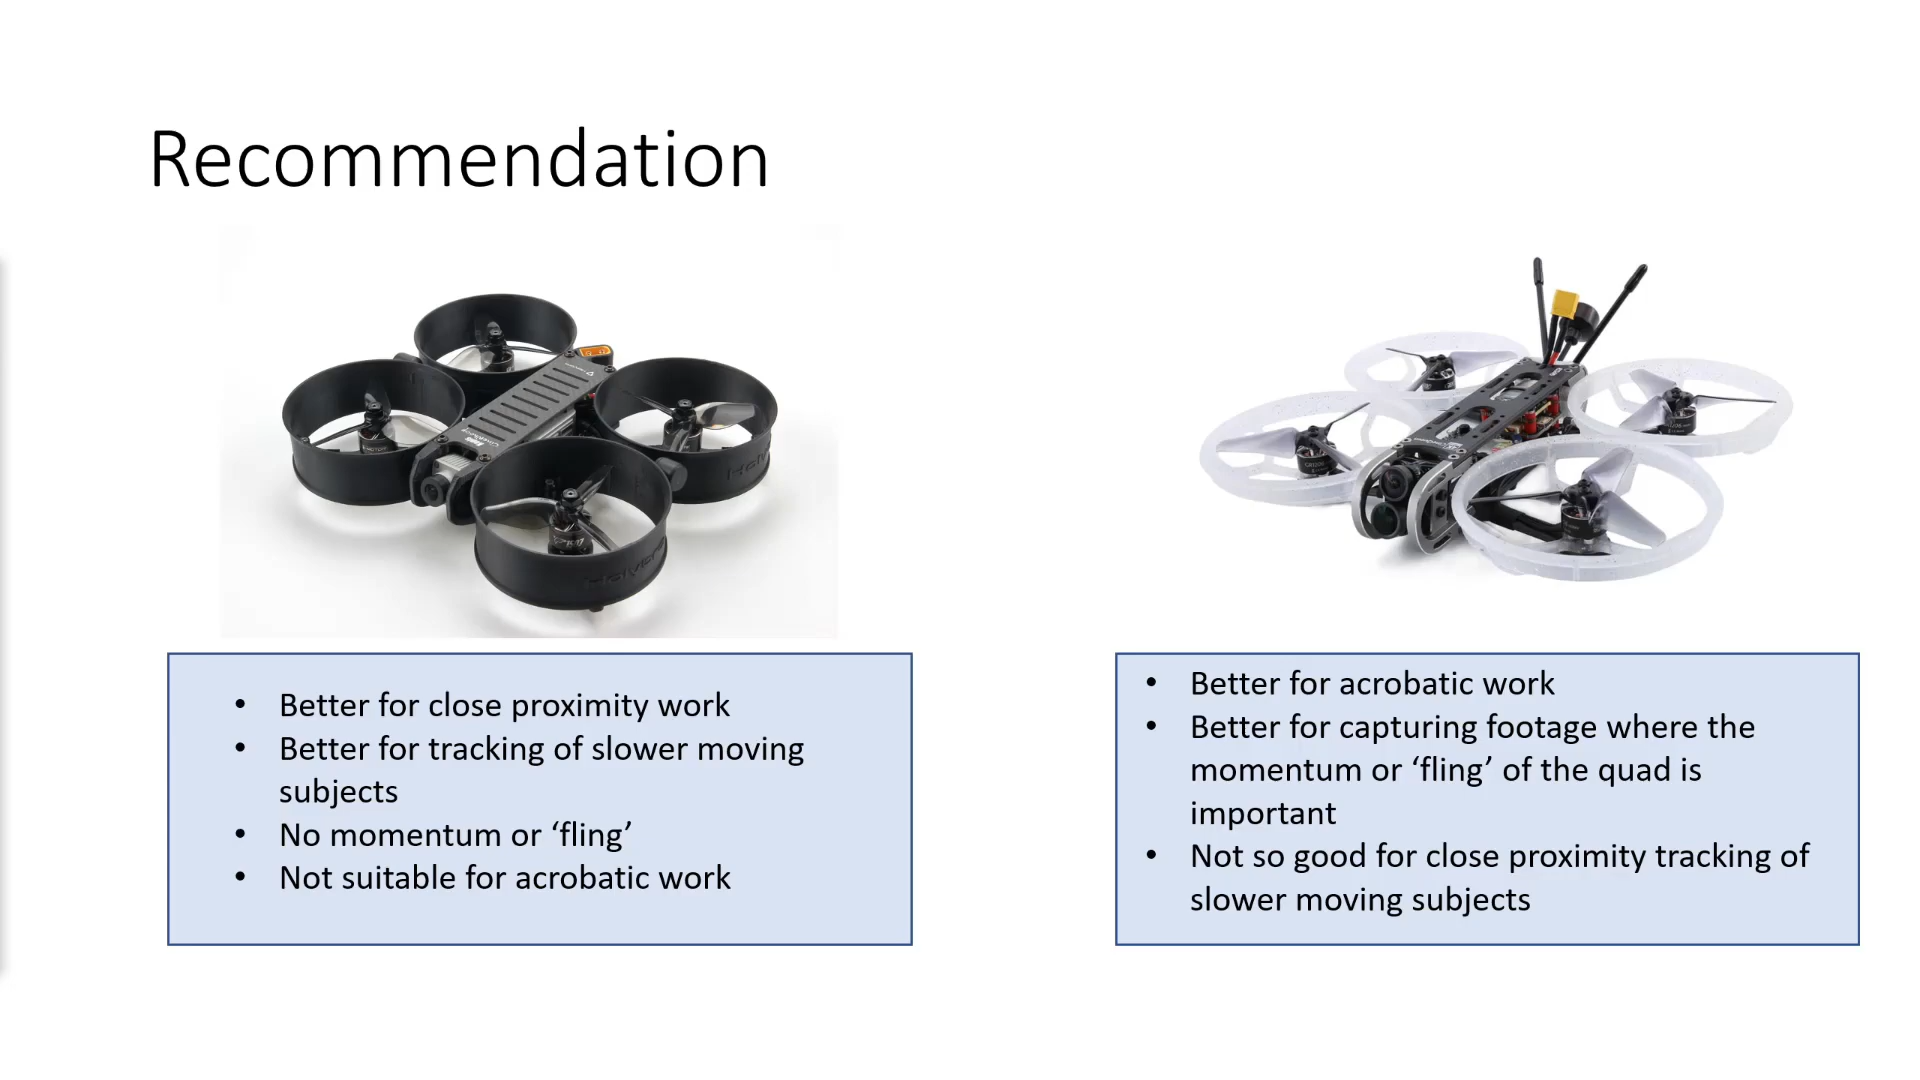 Recommendation
• Better for close proximity work
• Better for tracking of slower moving
subjects
• No momentum or ‘fling’
• Not suitable for acrobatic work
• Better for acrobatic work
• Better for capturing footage where the
momentum or ‘fling’ of the quad is
important
• Not so good for close proximity tracking of
slower moving subjects